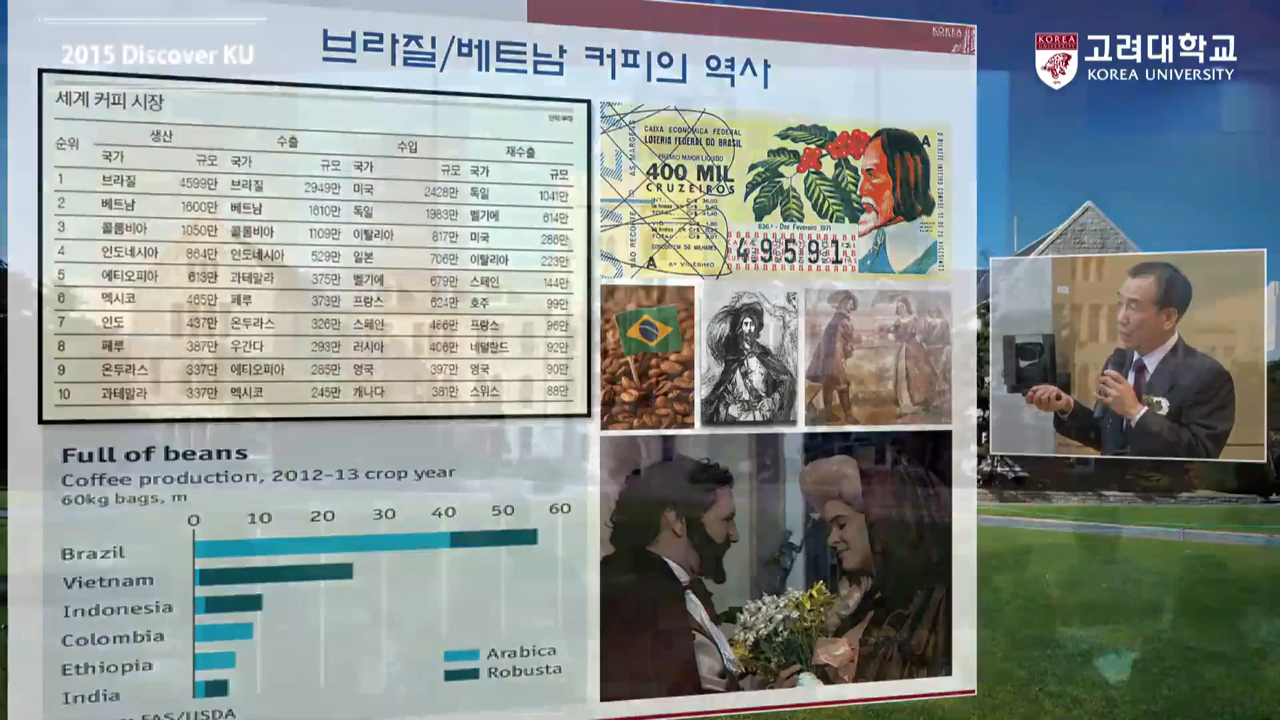 2015 Discover KU
브라질/베트남 커피의 역사
KOREA
고려대학교
KOREA UNIVERSITY
세계 커피 시장
순위 생산 수출 수입 재수출
국가 규모 국가 규모 국가 규모 국가 규모
1 브라질 4599만 브라질 2949만 미국 2428만 독일 1041만
2 베트남 1600만 베트남 1610만 독일 1983만 벨기에 614만
3 콜롬비아 1050만 콜롬비아 1109만 이탈리아 817만 미국 286만
4 인도네시아 864만 인도네시아 529만 일본 706만 이탈리아 223만
5 에티오피아 613만 과테말라 375만 벨기에 679만 스페인 144만
6 멕시코 465만 페루 373만 프랑스 624만 호주 99만
7 인도 437만 온두라스 326만 스페인 466만 프랑스 96만
8 페루 387만 우간다 293만 러시아 406만 네덜란드 92만
9 온두라스 337만 에티오피아 285만 영국 397만 영국 90만
10 과테말라 337만 멕시코 245만 캐나다 381만 스위스 88만
CAIXA ECONÔMICA FEDERAL
LOTERIA FEDERAL DO BRASIL
PRÊMIO MAIOR LÍQUIDO
400 MIL
CRUZEIROS
A
49591
A
Full of beans
Coffee production, 2012-13 crop year
60kg bags, m
0 10 20 30 40 50 60
Brazil
Vietnam
Indonesia
Colombia
Ethiopia
India
Arabica
Robusta
FAS/USDA